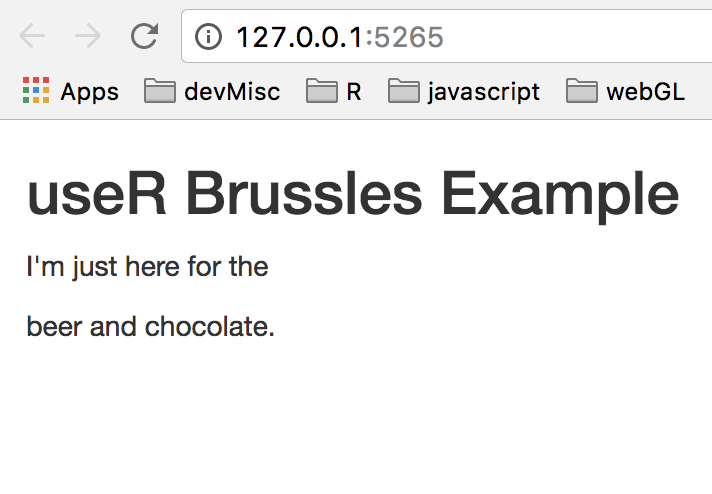 127.0.0.1:5265
Apps devMisc R javascript webGL
useR Brussles Example
I'm just here for the
beer and chocolate.